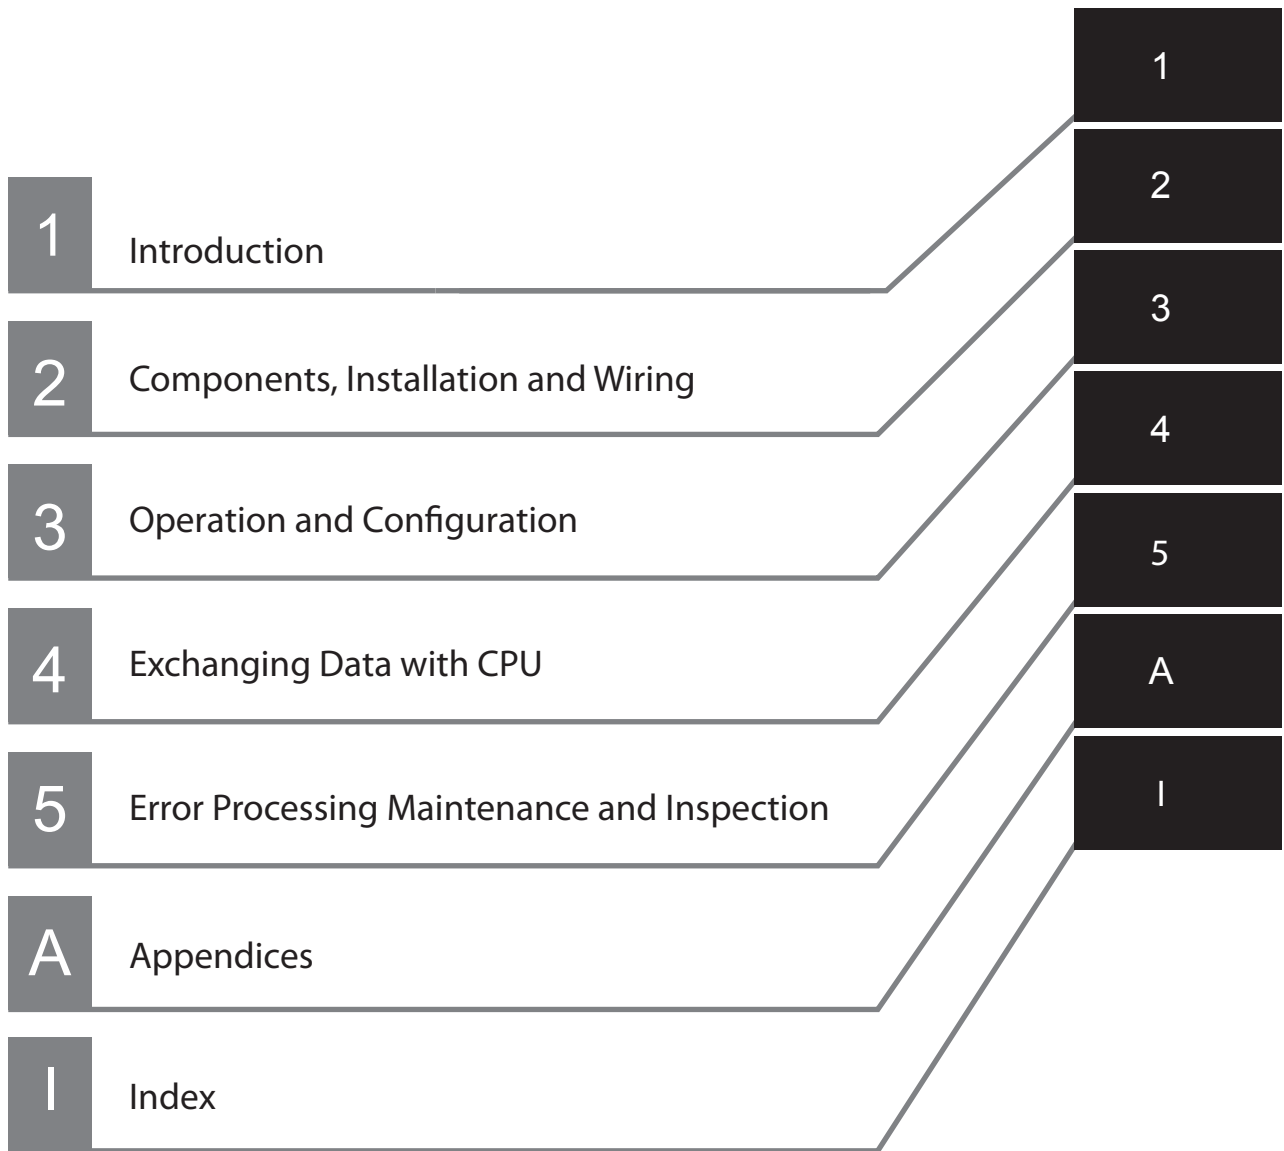 1
Introduction
2
Components, Installation and Wiring
3
Operation and Configuration
4
Exchanging Data with CPU
5
Error Processing Maintenance and Inspection
A
Appendices
I
Index
1
2
3
4
5
A
I